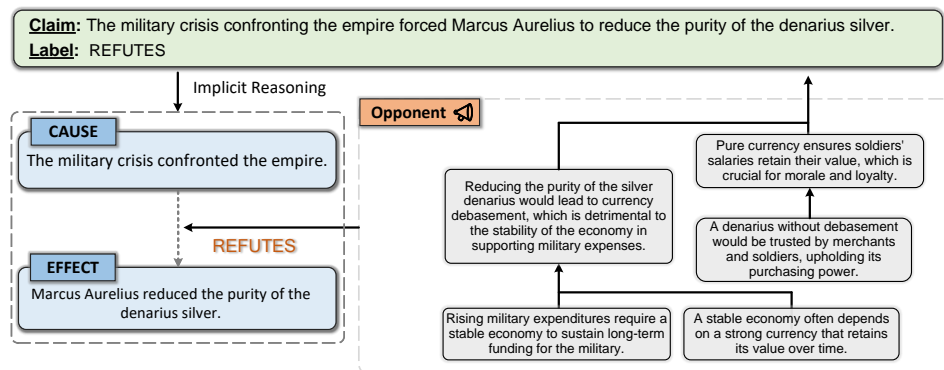 Claim: The military crisis confronting the empire forced Marcus Aurelius to reduce the purity of the denarius silver.
Label: REFUTES
Implicit Reasoning
Opponent
CAUSE
The military crisis confronted the empire.
REFUTES
EFFECT
Marcus Aurelius reduced the purity of the
denarius silver.
Reducing the purity of the silver
denarius would lead to currency
debasement, which is detrimental to
the stability of the economy in
supporting military expenses.
Pure currency ensures soldiers'
salaries retain their value, which is
crucial for morale and loyalty.
A denarius without debasement
would be trusted by merchants
and soldiers, upholding its
purchasing power.
Rising military expenditures require a
stable economy to sustain long-term
funding for the military.
A stable economy often depends
on a strong currency that retains
its value over time.